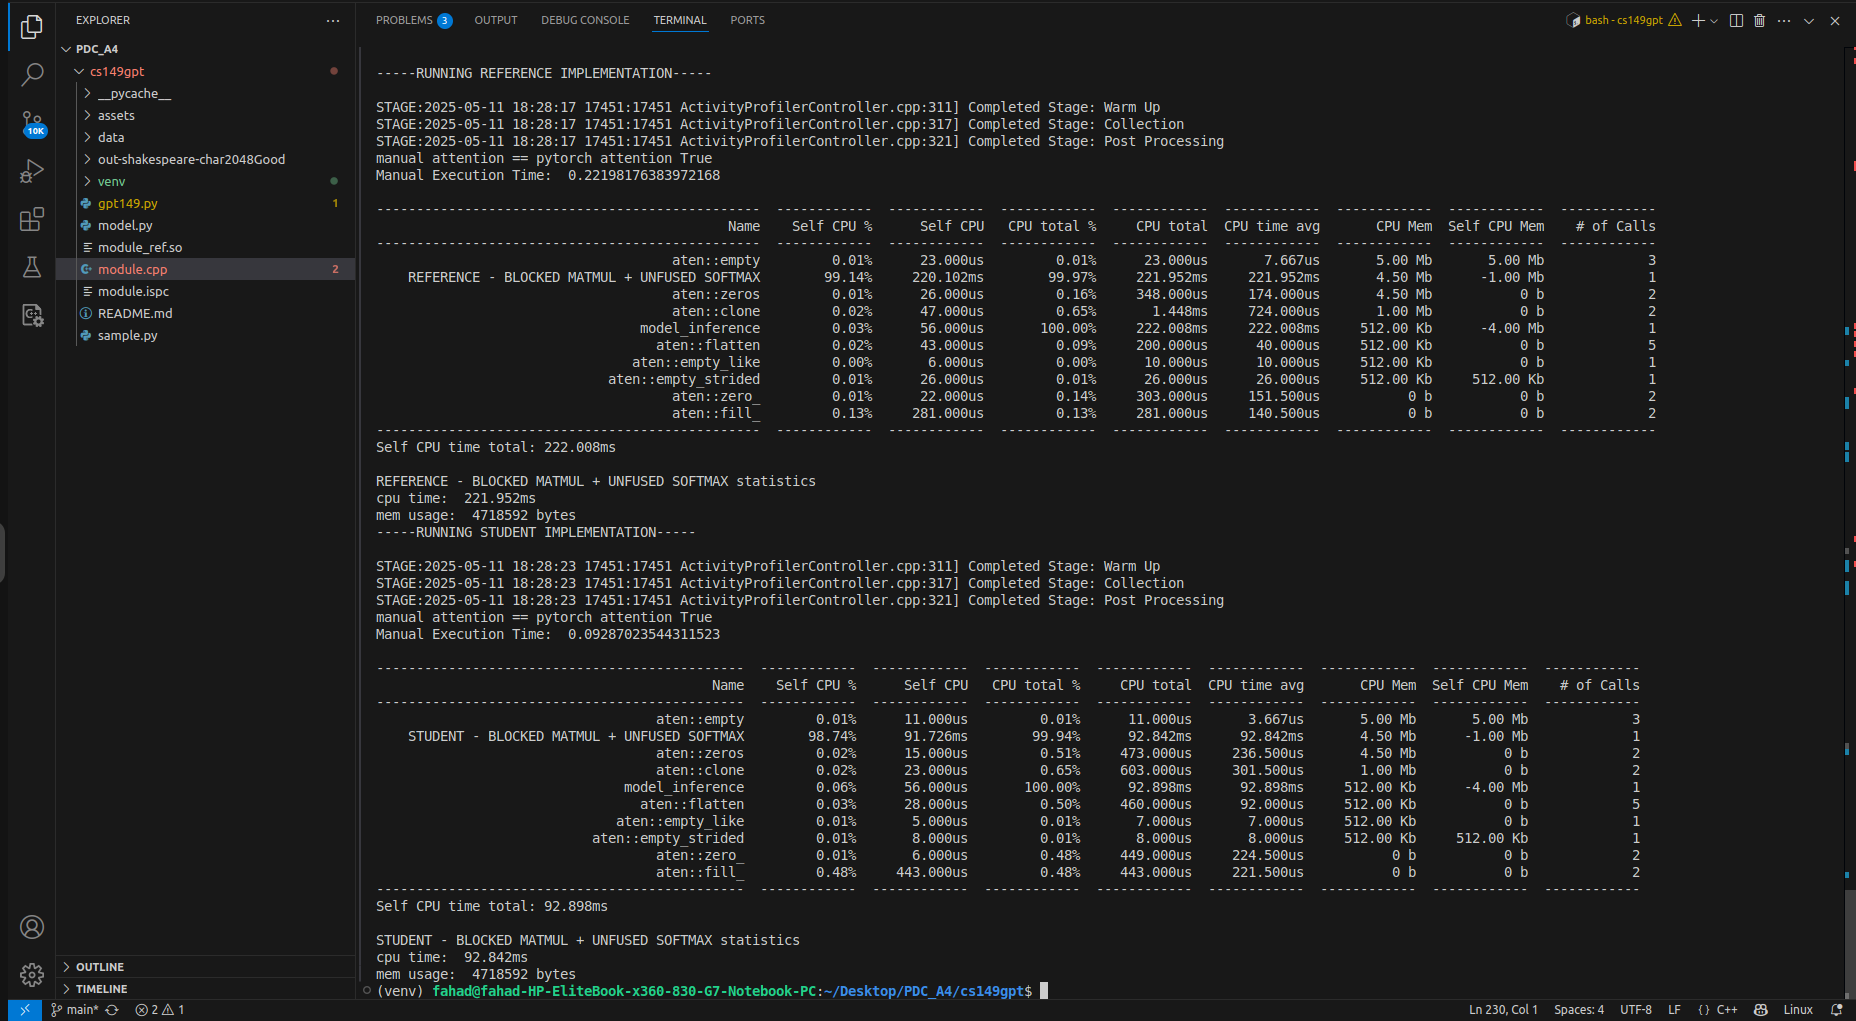 EXPLORER
PDC_A4
cs149gpt
__pycache__
assets
data
out-shakespeare-char2048Good
venv
gpt149.py 1
model.py
module_ref.so
module.cpp 2
module.ispc
README.md
sample.py
10K
OUTLINE
TIMELINE
PROBLEMS 3 OUTPUT DEBUG CONSOLE TERMINAL PORTS
bash - cs149gpt
-----RUNNING REFERENCE IMPLEMENTATION-----
STAGE:2025-05-11 18:28:17 17451:17451 ActivityProfilerController.cpp:311] Completed Stage: Warm Up
STAGE:2025-05-11 18:28:17 17451:17451 ActivityProfilerController.cpp:317] Completed Stage: Collection
STAGE:2025-05-11 18:28:17 17451:17451 ActivityProfilerController.cpp:321] Completed Stage: Post Processing
manual attention == pytorch attention True
Manual Execution Time:  0.22198176383972168
------------------------------------------------  ------------  ------------  ------------  ------------  ------------  ------------  ------------  ------------
Name Self CPU % Self CPU CPU total % CPU total CPU time avg CPU Mem Self CPU Mem # of Calls
------------------------------------------------  ------------  ------------  ------------  ------------  ------------  ------------  ------------  ------------
aten::empty 0.01% 23.000us 0.01% 23.000us 7.667us 5.00 Mb 5.00 Mb 3
REFERENCE - BLOCKED MATMUL + UNFUSED SOFTMAX 99.14% 220.102ms 99.97% 221.952ms 221.952ms 4.50 Mb -1.00 Mb 1
aten::zeros 0.01% 26.000us 0.16% 348.000us 174.000us 4.50 Mb 0 b 2
aten::clone 0.02% 47.000us 0.65% 1.448ms 724.000us 1.00 Mb 0 b 2
model_inference 0.03% 56.000us 100.00% 222.008ms 222.008ms 512.00 Kb -4.00 Mb 1
aten::flatten 0.02% 43.000us 0.09% 200.000us 40.000us 512.00 Kb 0 b 5
aten::empty_like 0.00% 6.000us 0.00% 10.000us 10.000us 512.00 Kb 0 b 1
aten::empty_strided 0.01% 26.000us 0.01% 26.000us 26.000us 512.00 Kb 512.00 Kb 1
aten::zero_ 0.01% 22.000us 0.14% 303.000us 151.500us 0 b 0 b 2
aten::fill_ 0.13% 281.000us 0.13% 281.000us 140.500us 0 b 0 b 2
------------------------------------------------  ------------  ------------  ------------  ------------  ------------  ------------  ------------  ------------
Self CPU time total: 222.008ms
REFERENCE - BLOCKED MATMUL + UNFUSED SOFTMAX statistics
cpu time:  221.952ms
mem usage:  4718592 bytes
-----RUNNING STUDENT IMPLEMENTATION-----
STAGE:2025-05-11 18:28:23 17451:17451 ActivityProfilerController.cpp:311] Completed Stage: Warm Up
STAGE:2025-05-11 18:28:23 17451:17451 ActivityProfilerController.cpp:317] Completed Stage: Collection
STAGE:2025-05-11 18:28:23 17451:17451 ActivityProfilerController.cpp:321] Completed Stage: Post Processing
manual attention == pytorch attention True
Manual Execution Time:  0.09287023544311523
----------------------------------------------  ------------  ------------  ------------  ------------  ------------  ------------  ------------  ------------
Name Self CPU % Self CPU CPU total % CPU total CPU time avg CPU Mem Self CPU Mem # of Calls
----------------------------------------------  ------------  ------------  ------------  ------------  ------------  ------------  ------------  ------------
aten::empty 0.01% 11.000us 0.01% 11.000us 3.667us 5.00 Mb 5.00 Mb 3
STUDENT - BLOCKED MATMUL + UNFUSED SOFTMAX 98.74% 91.726ms 99.94% 92.842ms 92.842ms 4.50 Mb -1.00 Mb 1
aten::zeros 0.02% 15.000us 0.51% 473.000us 236.500us 4.50 Mb 0 b 2
aten::clone 0.02% 23.000us 0.65% 603.000us 301.500us 1.00 Mb 0 b 2
model_inference 0.06% 56.000us 100.00% 92.898ms 92.898ms 512.00 Kb -4.00 Mb 1
aten::flatten 0.03% 28.000us 0.50% 460.000us 92.000us 512.00 Kb 0 b 5
aten::empty_like 0.01% 5.000us 0.01% 7.000us 7.000us 512.00 Kb 0 b 1
aten::empty_strided 0.01% 8.000us 0.01% 8.000us 8.000us 512.00 Kb 512.00 Kb 1
aten::zero_ 0.01% 6.000us 0.48% 449.000us 224.500us 0 b 0 b 2
aten::fill_ 0.48% 443.000us 0.48% 443.000us 221.500us 0 b 0 b 2
----------------------------------------------  ------------  ------------  ------------  ------------  ------------  ------------  ------------  ------------
Self CPU time total: 92.898ms
STUDENT - BLOCKED MATMUL + UNFUSED SOFTMAX statistics
cpu time:  92.842ms
mem usage:  4718592 bytes
(venv) fahad@fahad-HP-EliteBook-x360-830-G7-Notebook-PC:~/Desktop/PDC_A4/cs149gpt$
main* 2 1 Ln 230, Col 1 Spaces: 4 UTF-8 LF {} C++ Linux